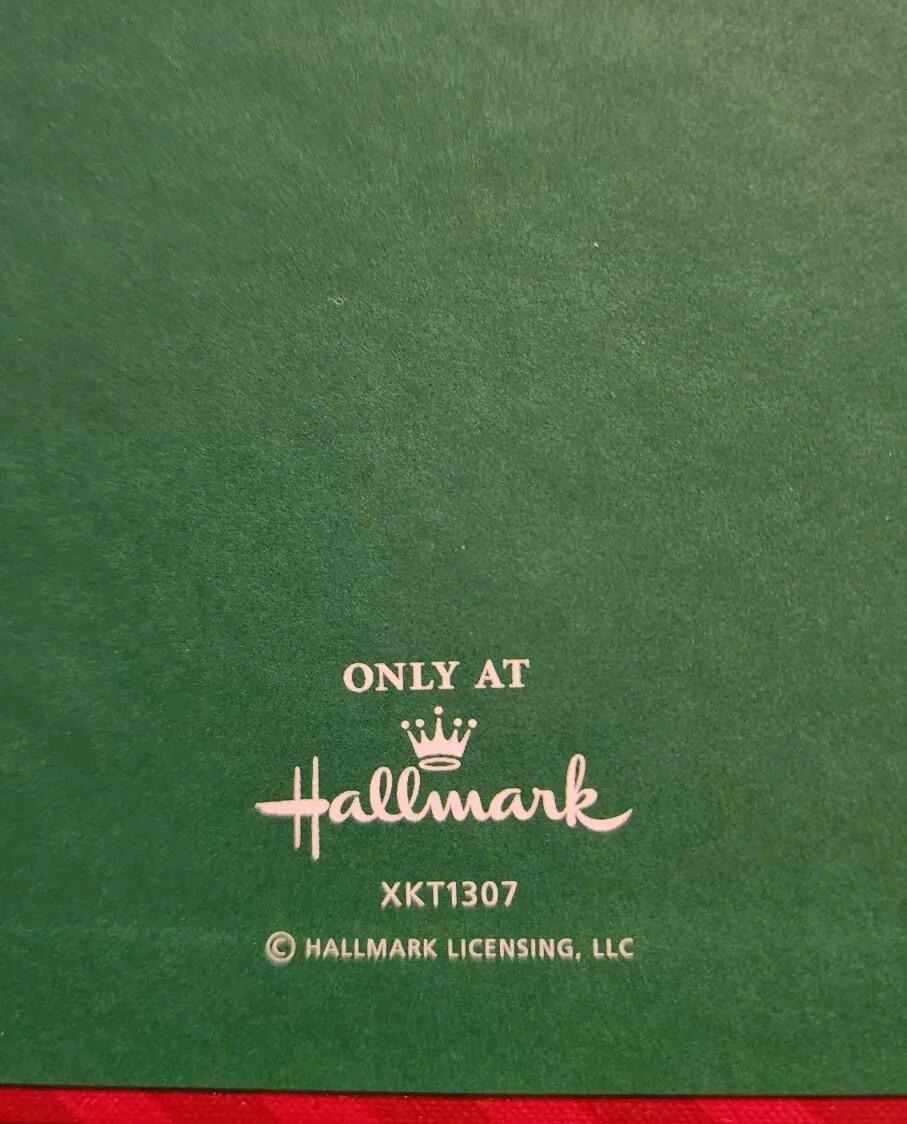 ONLY AT
Hallmark
XKT1307
© HALLMARK LICENSING, LLC